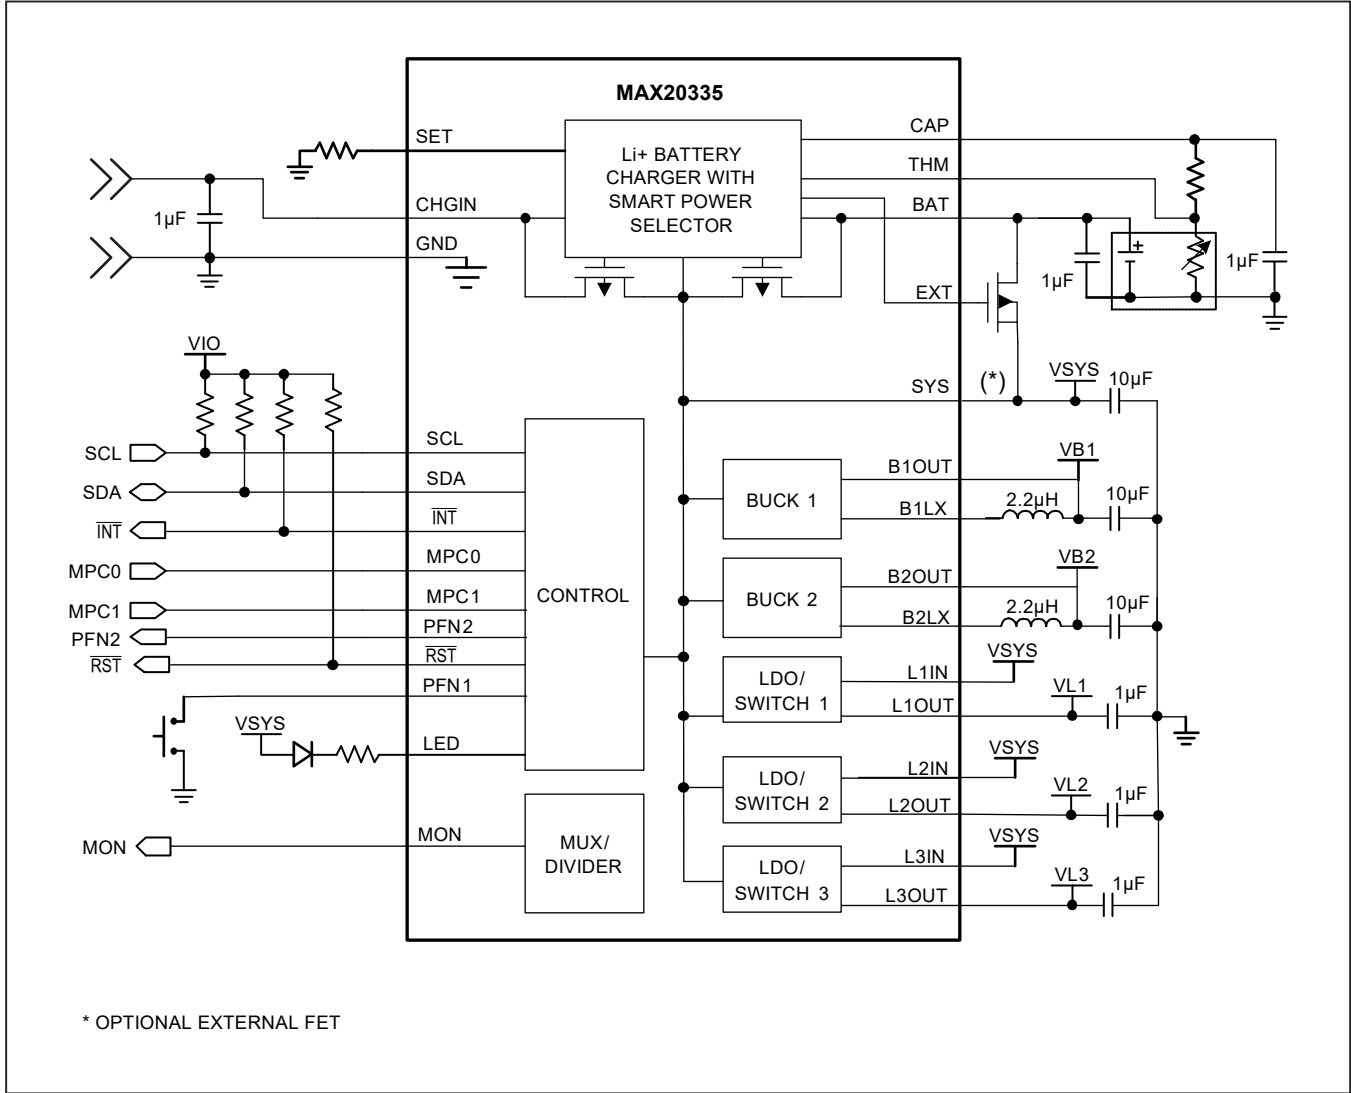 MAX20335
SET
CHGIN
GND
1µF
Li+ BATTERY
CHARGER WITH
SMART POWER
SELECTOR
CAP
THM
BAT
EXT
1µF
+
1µF
VIO
SYS
(*)
VSYS
10µF
SCL
SCL
SDA
SDA
INT
INT
MPC0
MPC0
MPC1
MPC1
PFN2
PFN2
RST
RST
PFN1
VSYS
LED
CONTROL
MON
MON
MUX/
DIVIDER
BUCK 1
B1OUT
B1LX
VB1
2.2µH
10µF
BUCK 2
B2OUT
B2LX
VB2
2.2µH
10µF
LDO/
SWITCH 1
L1IN
L1OUT
VSYS
VL1
1µF
LDO/
SWITCH 2
L2IN
L2OUT
VSYS
VL2
1µF
LDO/
SWITCH 3
L3IN
L3OUT
VSYS
VL3
1µF
* OPTIONAL EXTERNAL FET